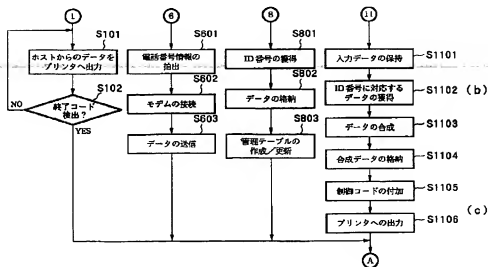 1
S101
ホストからのデータを
プリンタへ出力
S102
終了コード
検出?
NO
YES
6
S601
電話番号情報の
抽出
S602
モデムの接続
S603
データの送信
8
S801
ID番号の獲得
S802
データの格納
S803
管理テーブルの
作成/更新
11
入力データの保持
S1101
ID番号に対応する
データの獲得
S1102
(b)
データの合成
S1103
合成データの格納
S1104
制御コードの付加
S1105
(c)
プリンタへの出力
S1106
A